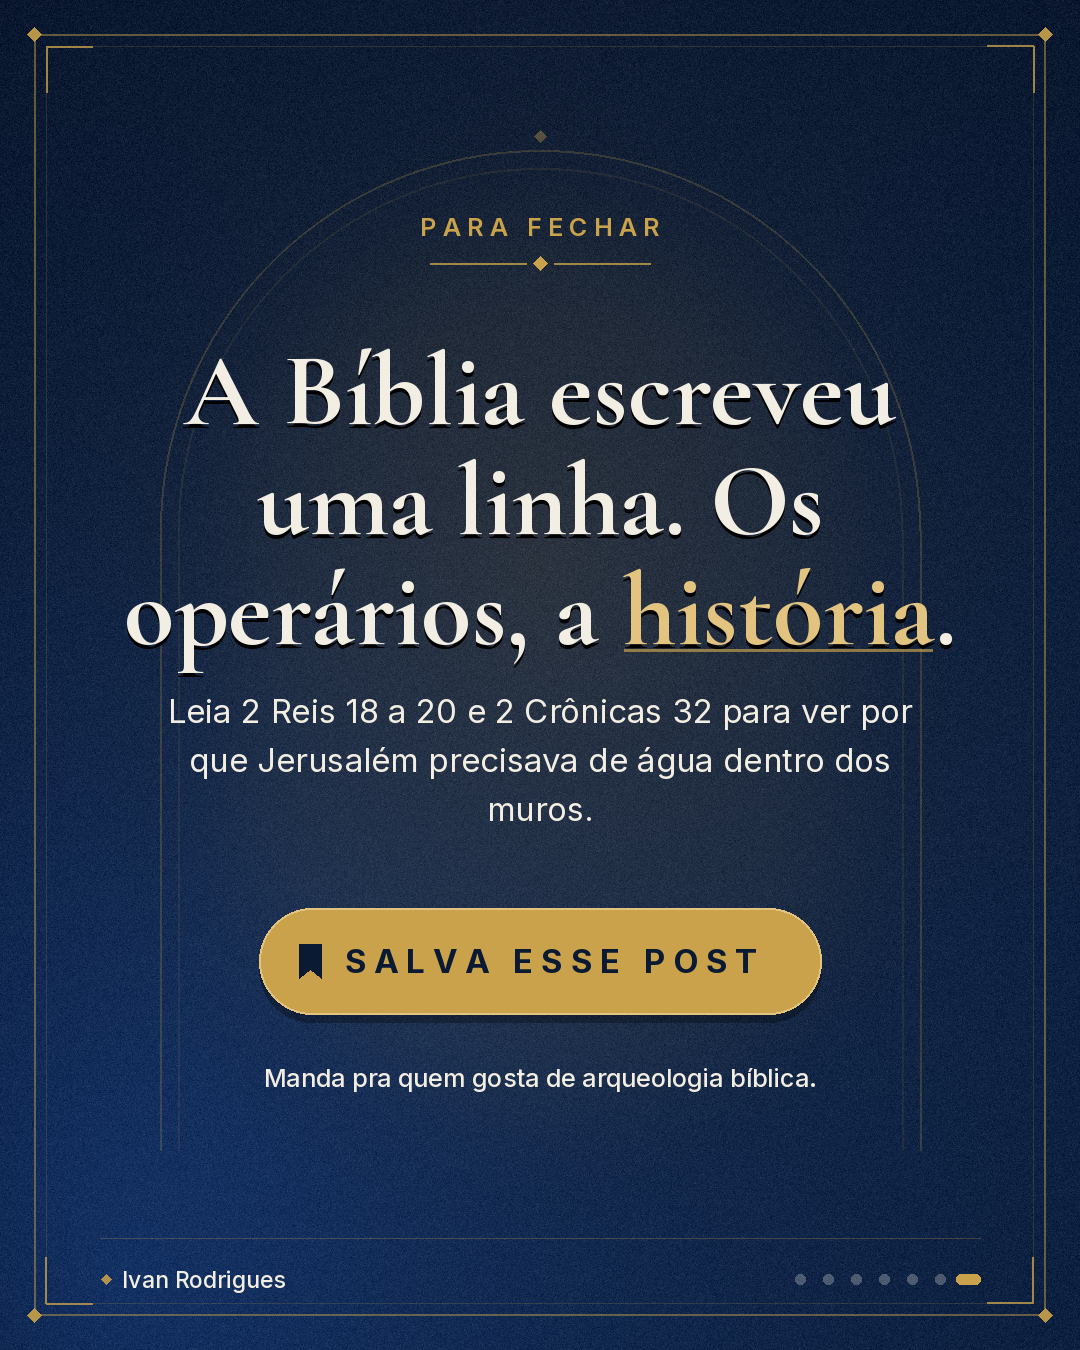 PARA FECHAR
A Bíblia escreveu
uma linha. Os
operários, a história.
Leia 2 Reis 18 a 20 e 2 Crônicas 32 para ver por
que Jerusalém precisava de água dentro dos
muros.
SALVA ESSE POST
Manda pra quem gosta de arqueologia bíblica.
Ivan Rodrigues